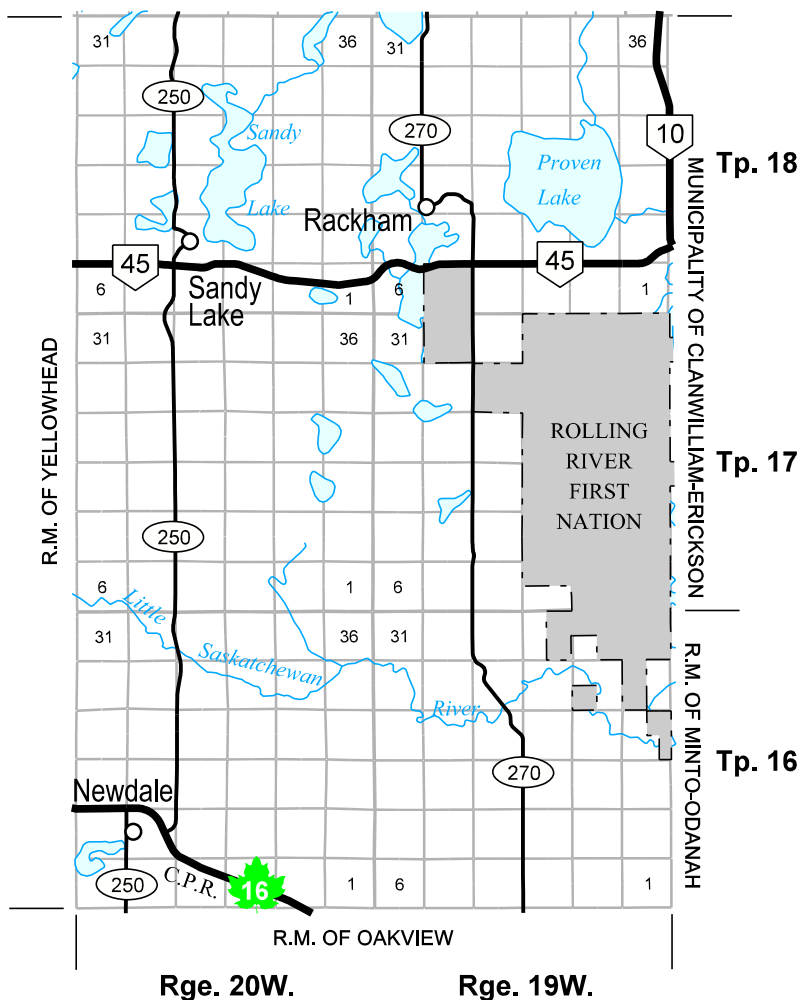 31
36
31
36
250
270
10
Sandy
Lake
Proven
Lake
Tp. 18
Rackham
45
45
6
Sandy
Lake
1
6
1
31
36
31
MUNICIPALITY OF CLANWILLIAM-ERICKSON
R.M. OF YELLOWHEAD
ROLLING
RIVER
FIRST
NATION
Tp. 17
250
6
1
6
Little
31
36
31
Saskatchewan
River
R.M. OF MINTO-ODANAH
Tp. 16
270
Newdale
250
C.P.R.
16
1
6
1
R.M. OF OAKVIEW
Rge. 20W.
Rge. 19W.